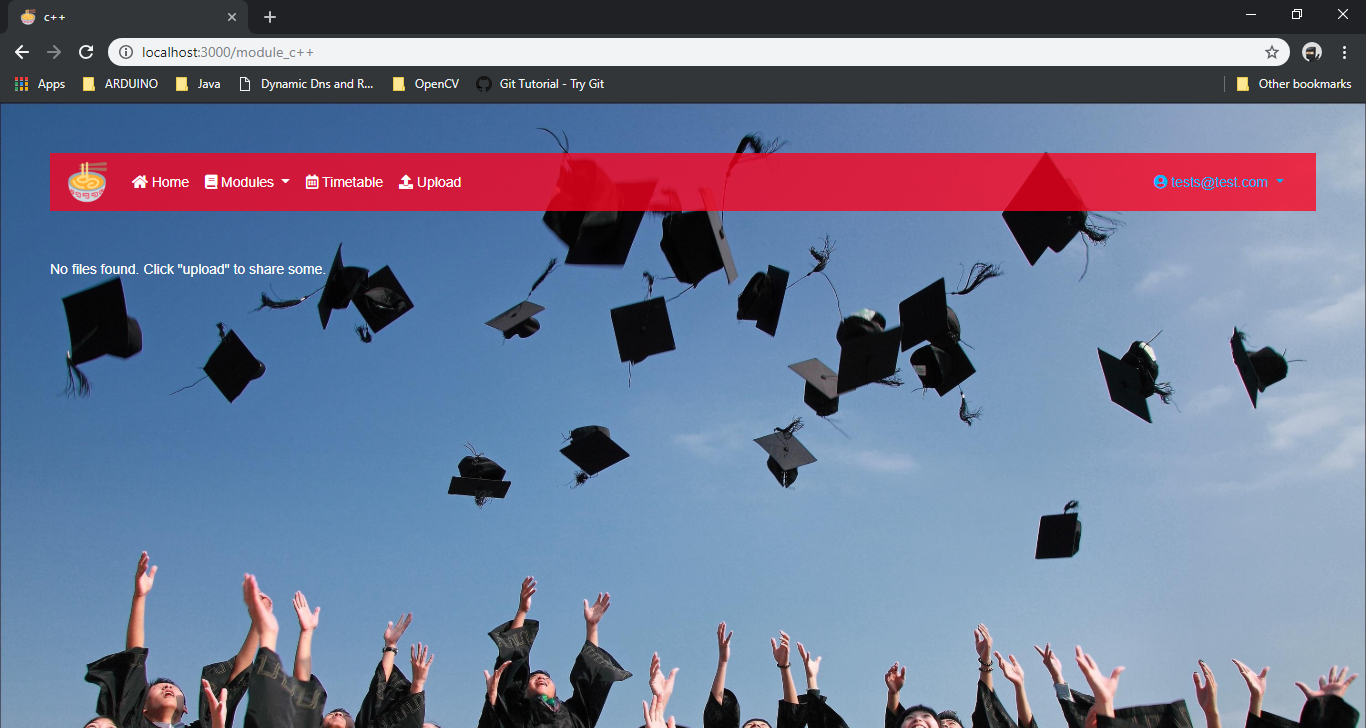 c++
localhost:3000/module_c++
Apps ARDUINO Java Dynamic Dns and R... OpenCV Git Tutorial - Try Git Other bookmarks
Home Modules Timetable Upload tests@test.com
No files found. Click "upload" to share some.